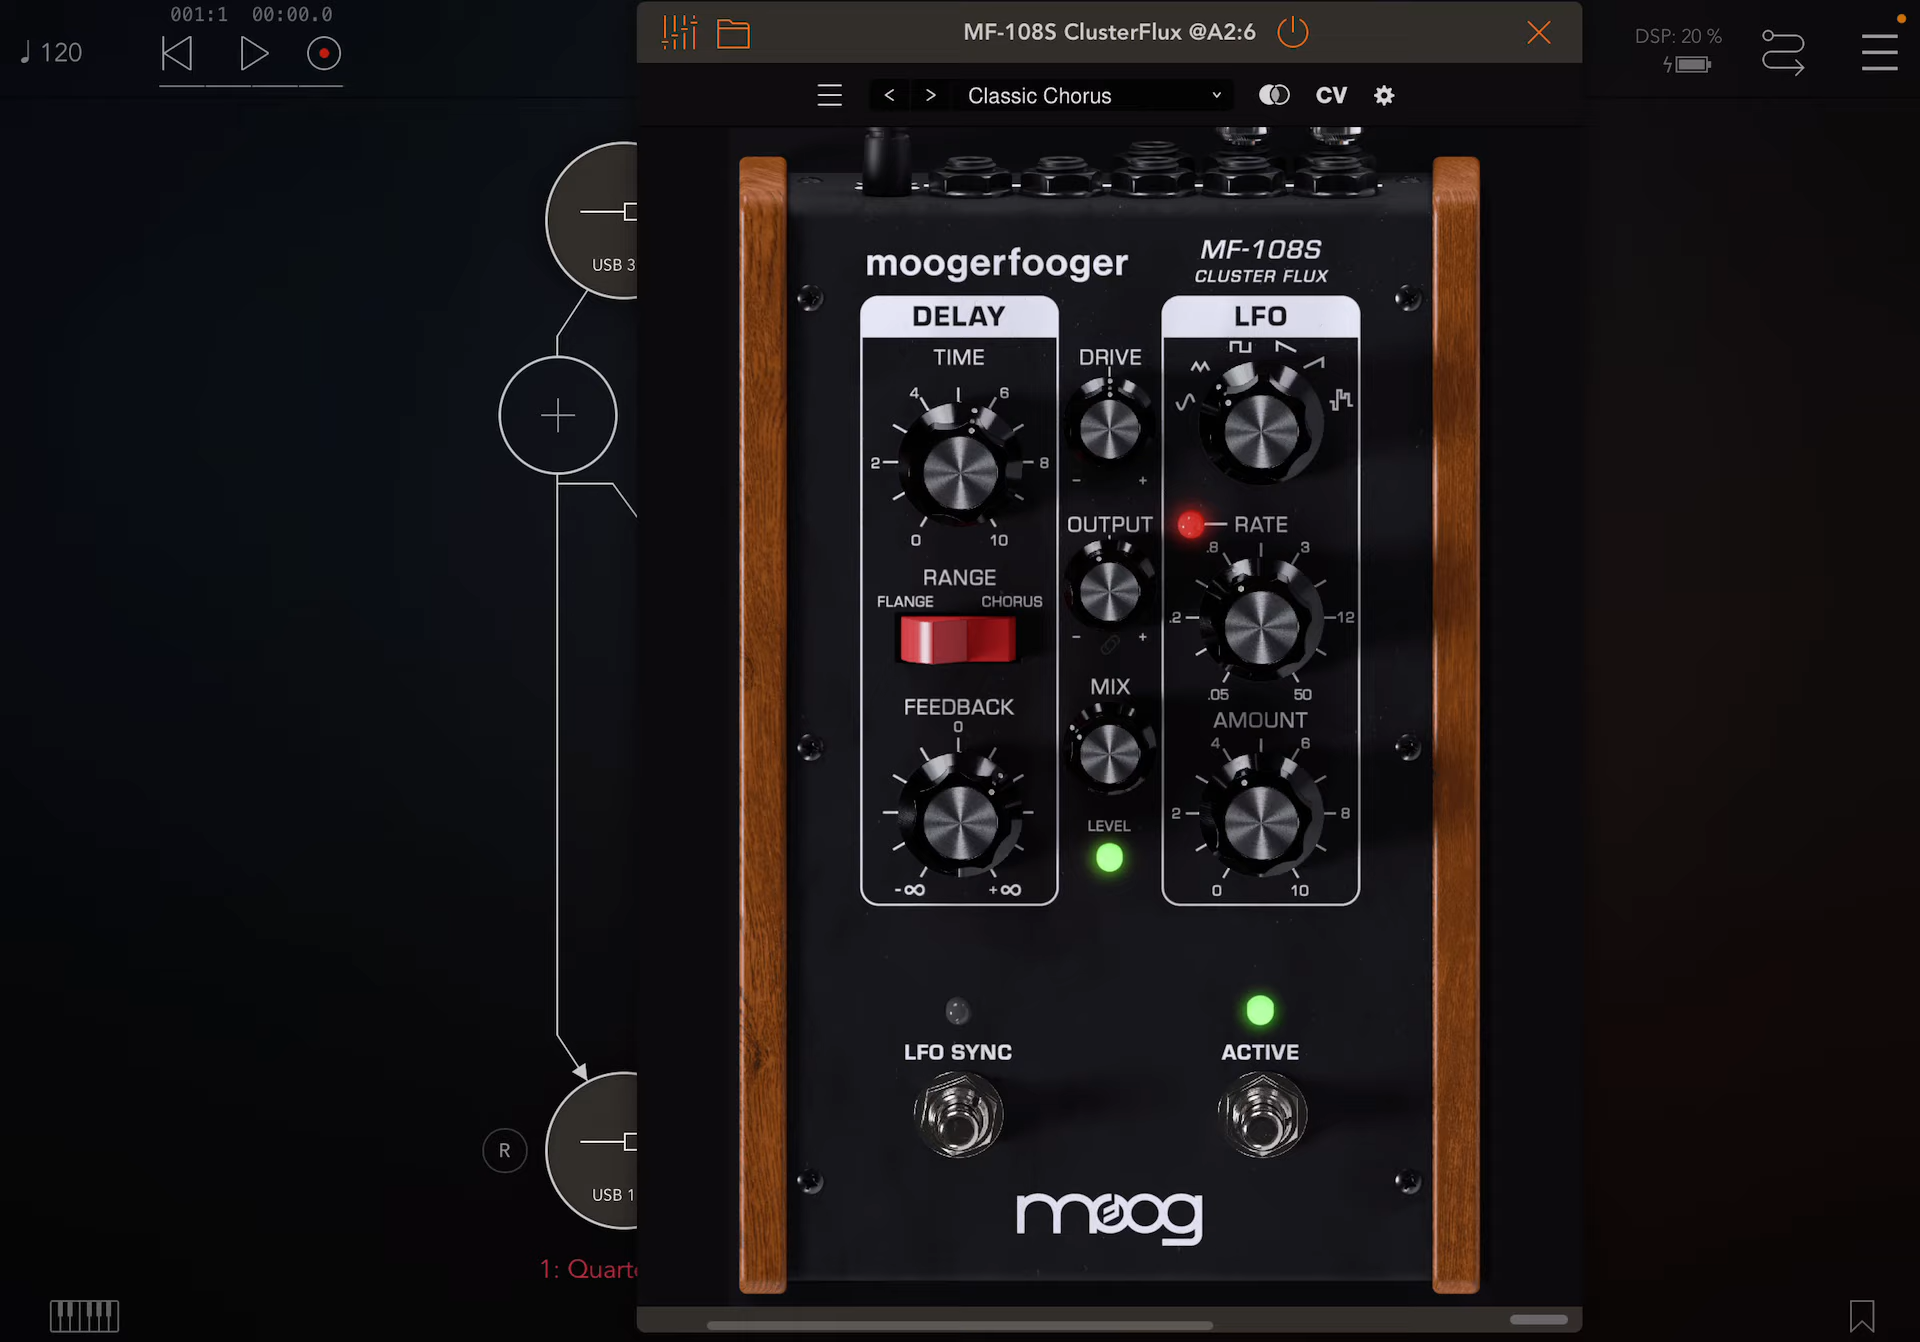 001:1 00:00.0
120
MF-108S ClusterFlux @A2:6
DSP: 20 %
< > Classic Chorus
CV
USB 3
moogerfooger
MF-108S
CLUSTER FLUX
DELAY
LFO
TIME
DRIVE
4 6
2 8
0 10
- +
OUTPUT
RATE
RANGE
FLANGE CHORUS
.8 3
.2 12
.05 50
- +
MIX
FEEDBACK
0
-∞ +∞
AMOUNT
4 6
2 8
0 10
LEVEL
LFO SYNC
ACTIVE
R
USB 1
moog
1: Quart